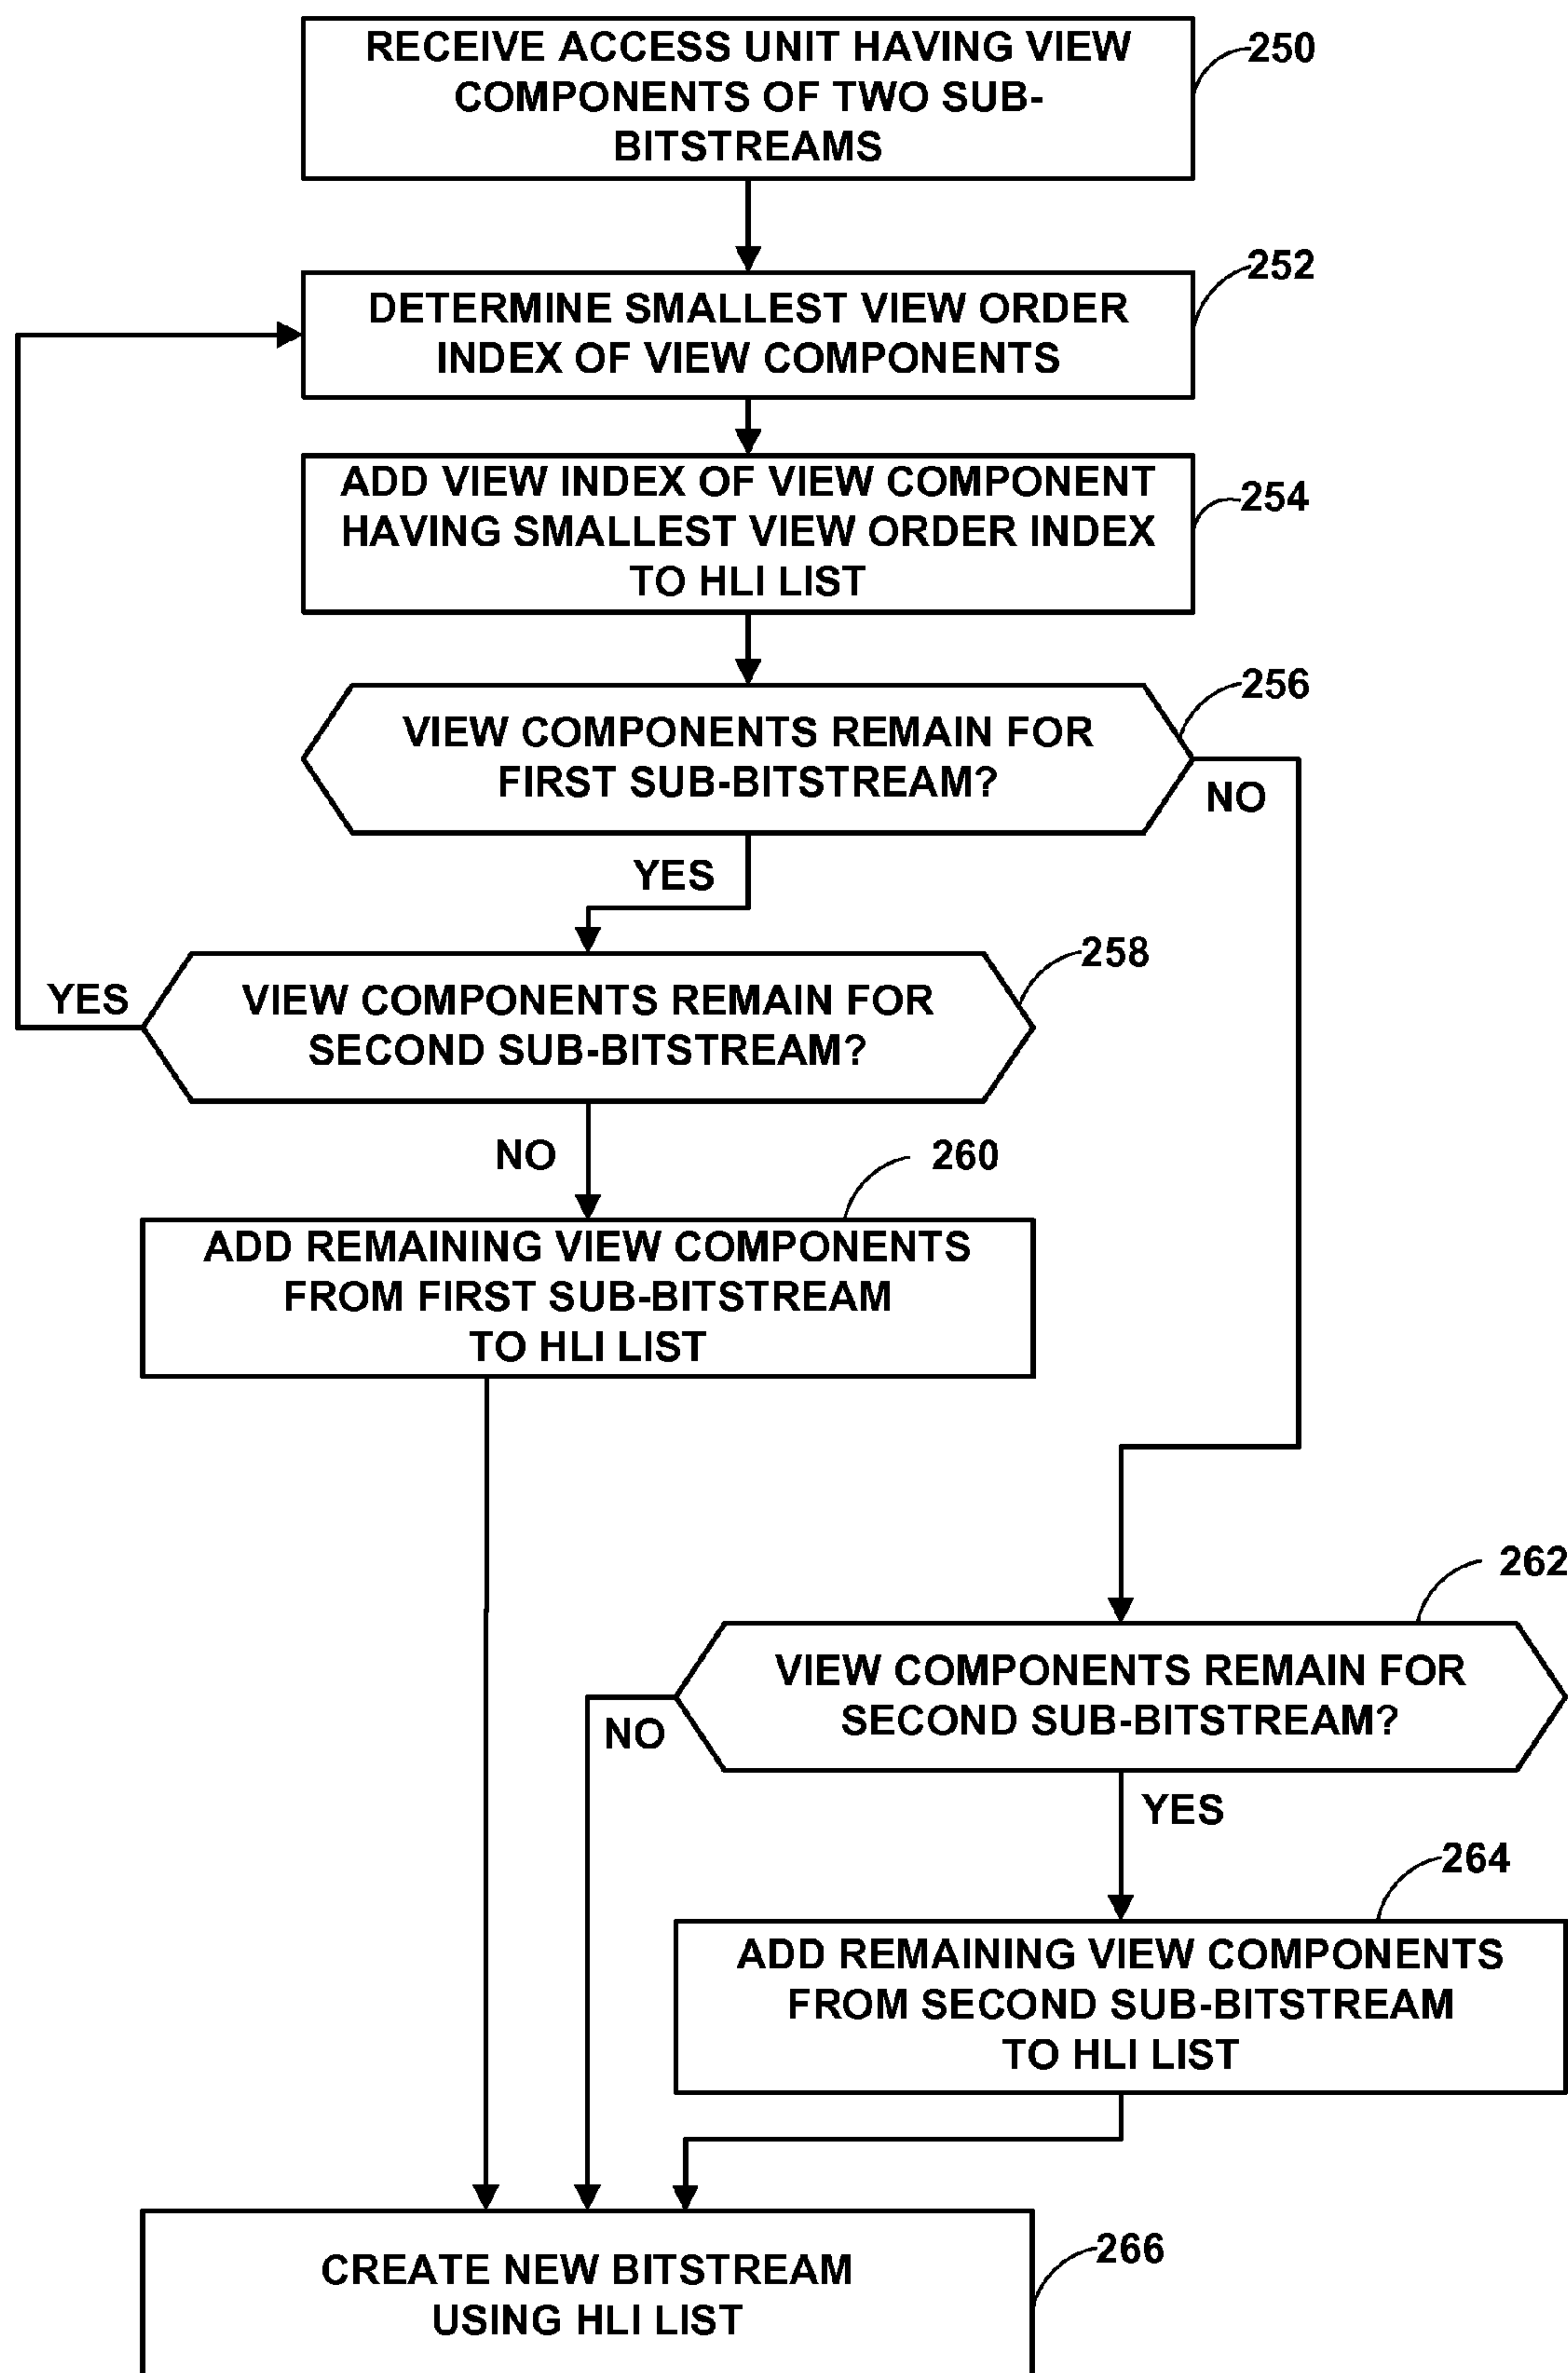 RECEIVE ACCESS UNIT HAVING VIEW
COMPONENTS OF TWO SUB-
BITSTREAMS
250
252
DETERMINE SMALLEST VIEW ORDER
INDEX OF VIEW COMPONENTS
ADD VIEW INDEX OF VIEW COMPONENT
HAVING SMALLEST VIEW ORDER INDEX
TO HLI LIST
254
256
VIEW COMPONENTS REMAIN FOR
FIRST SUB-BITSTREAM?
NO
YES
258
YES
VIEW COMPONENTS REMAIN FOR
SECOND SUB-BITSTREAM?
NO
260
ADD REMAINING VIEW COMPONENTS
FROM FIRST SUB-BITSTREAM
TO HLI LIST
262
VIEW COMPONENTS REMAIN FOR
SECOND SUB-BITSTREAM?
NO
YES
264
ADD REMAINING VIEW COMPONENTS
FROM SECOND SUB-BITSTREAM
TO HLI LIST
266
CREATE NEW BITSTREAM
USING HLI LIST